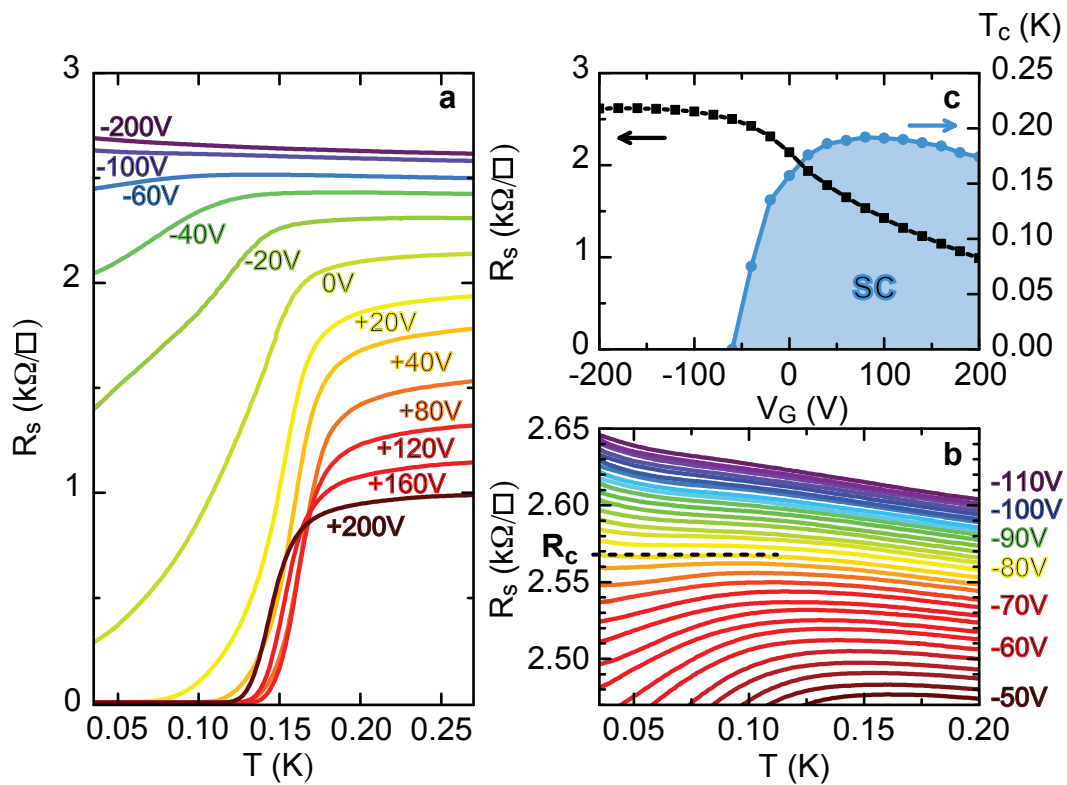 a
3
2
1
0
Rs (kΩ/□)
-200V
-100V
-60V
-40V
-20V
0V
+20V
+40V
+80V
+120V
+160V
+200V
0.05 0.10 0.15 0.20 0.25
T (K)
c
Tc (K)
3
2
1
0
Rs (kΩ/□)
0.25
0.20
0.15
0.10
0.05
0.00
SC
-200 -100 0 100 200
VG (V)
b
2.65
2.60
2.55
2.50
Rs (kΩ/□)
Rc
-110V
-100V
-90V
-80V
-70V
-60V
-50V
0.05 0.10 0.15 0.20
T (K)